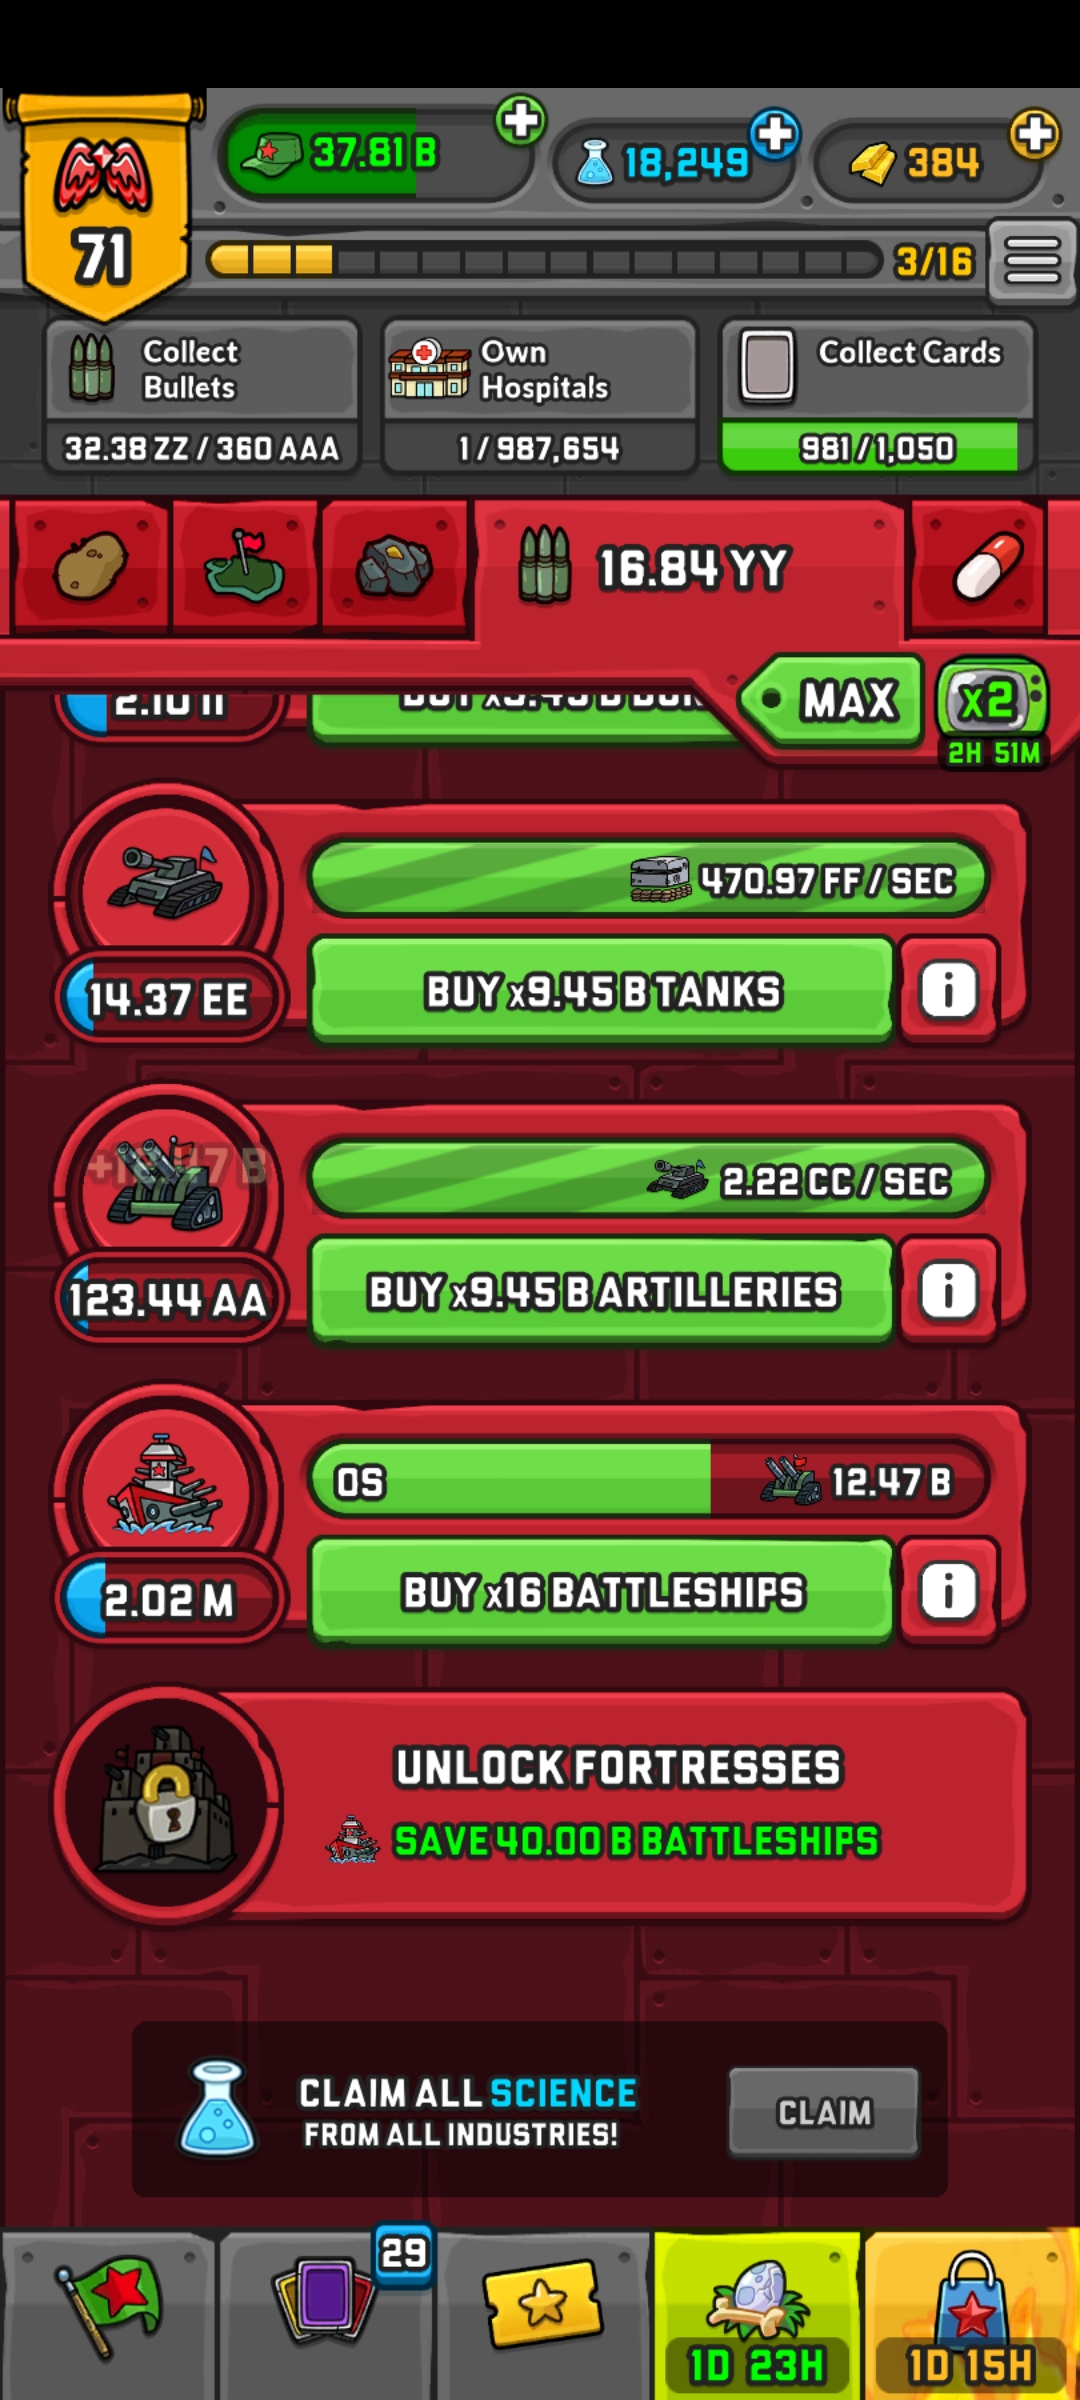 37.81 B
18,249
384
71
3/16
Collect
Bullets
32.38 ZZ / 360 AAA
Own
Hospitals
1 / 987,654
Collect Cards
981 / 1,050
16.84 YY
MAX
x2
2H 51M
470.97 FF / SEC
14.37 EE
BUY x9.45 B TANKS
2.22 CC / SEC
123.44 AA
BUY x9.45 B ARTILLERIES
0S
12.47 B
2.02 M
BUY x16 BATTLESHIPS
UNLOCK FORTRESSES
SAVE 40.00 B BATTLESHIPS
CLAIM ALL SCIENCE
FROM ALL INDUSTRIES!
CLAIM
29
1D 23H
1D 15H